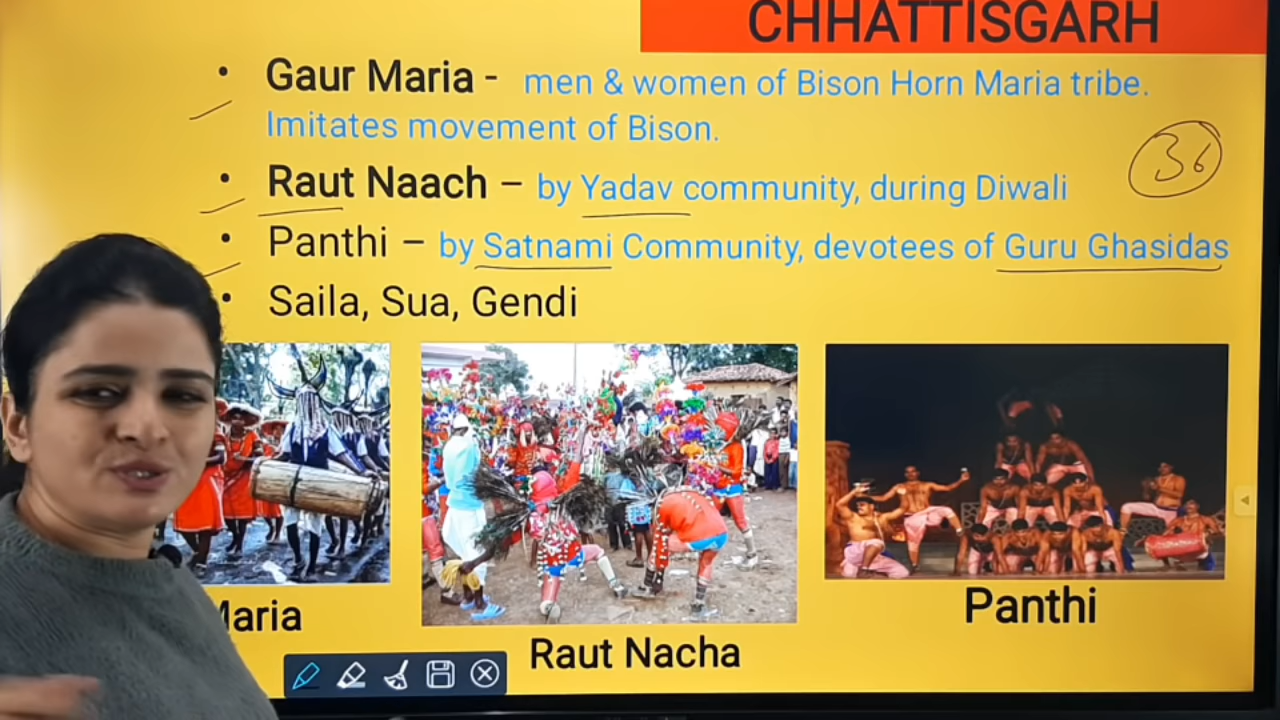 CHHATTISGARH
• Gaur Maria - men & women of Bison Horn Maria tribe.
Imitates movement of Bison.
36
• Raut Naach – by Yadav community, during Diwali
• Panthi – by Satnami Community, devotees of Guru Ghasidas
• Saila, Sua, Gendi
Maria
Raut Nacha
Panthi